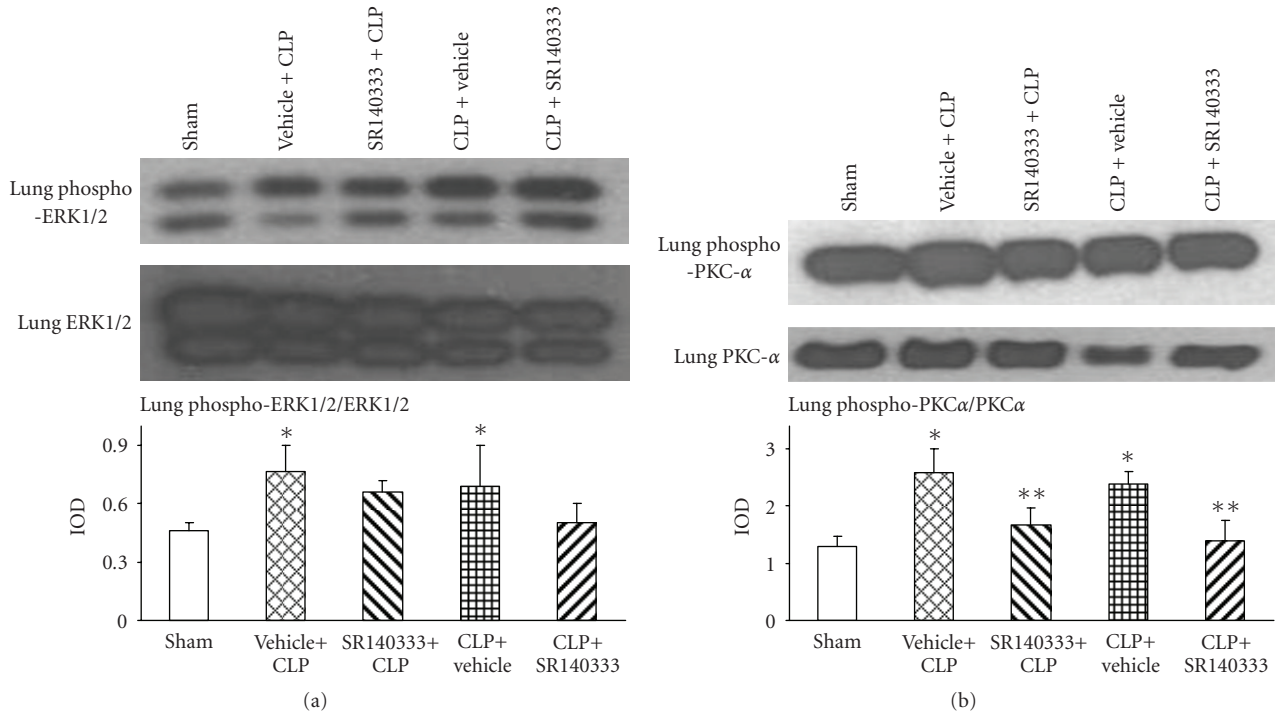 Sham
Vehicle + CLP
SR140333 + CLP
CLP + vehicle
CLP + SR140333
Lung phospho
-ERK1/2
Lung ERK1/2
Lung phospho-ERK1/2/ERK1/2
IOD
0.9
0.6
0.3
0
*
*
Sham
Vehicle+
CLP
SR140333+
CLP
CLP+
vehicle
CLP+
SR140333
(a)
Sham
Vehicle + CLP
SR140333 + CLP
CLP + vehicle
CLP + SR140333
Lung phospho
-PKC-α
Lung PKC-α
Lung phospho-PKCα/PKCα
IOD
3
2
1
0
*
**
*
**
Sham
Vehicle+
CLP
SR140333+
CLP
CLP+
vehicle
CLP+
SR140333
(b)